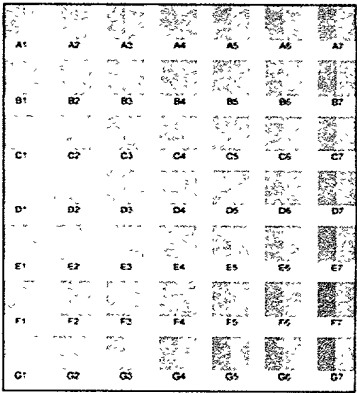 A1 A2 A3 A4 A5 A6 A7
B1 B2 B3 B4 B5 B6 B7
C1 C2 C3 C4 C5 C6 C7
D1 D2 D3 D4 D5 D6 D7
E1 E2 E3 E4 E5 E6 E7
F1 F2 F3 F4 F5 F6 F7
G1 G2 G3 G4 G5 G6 G7